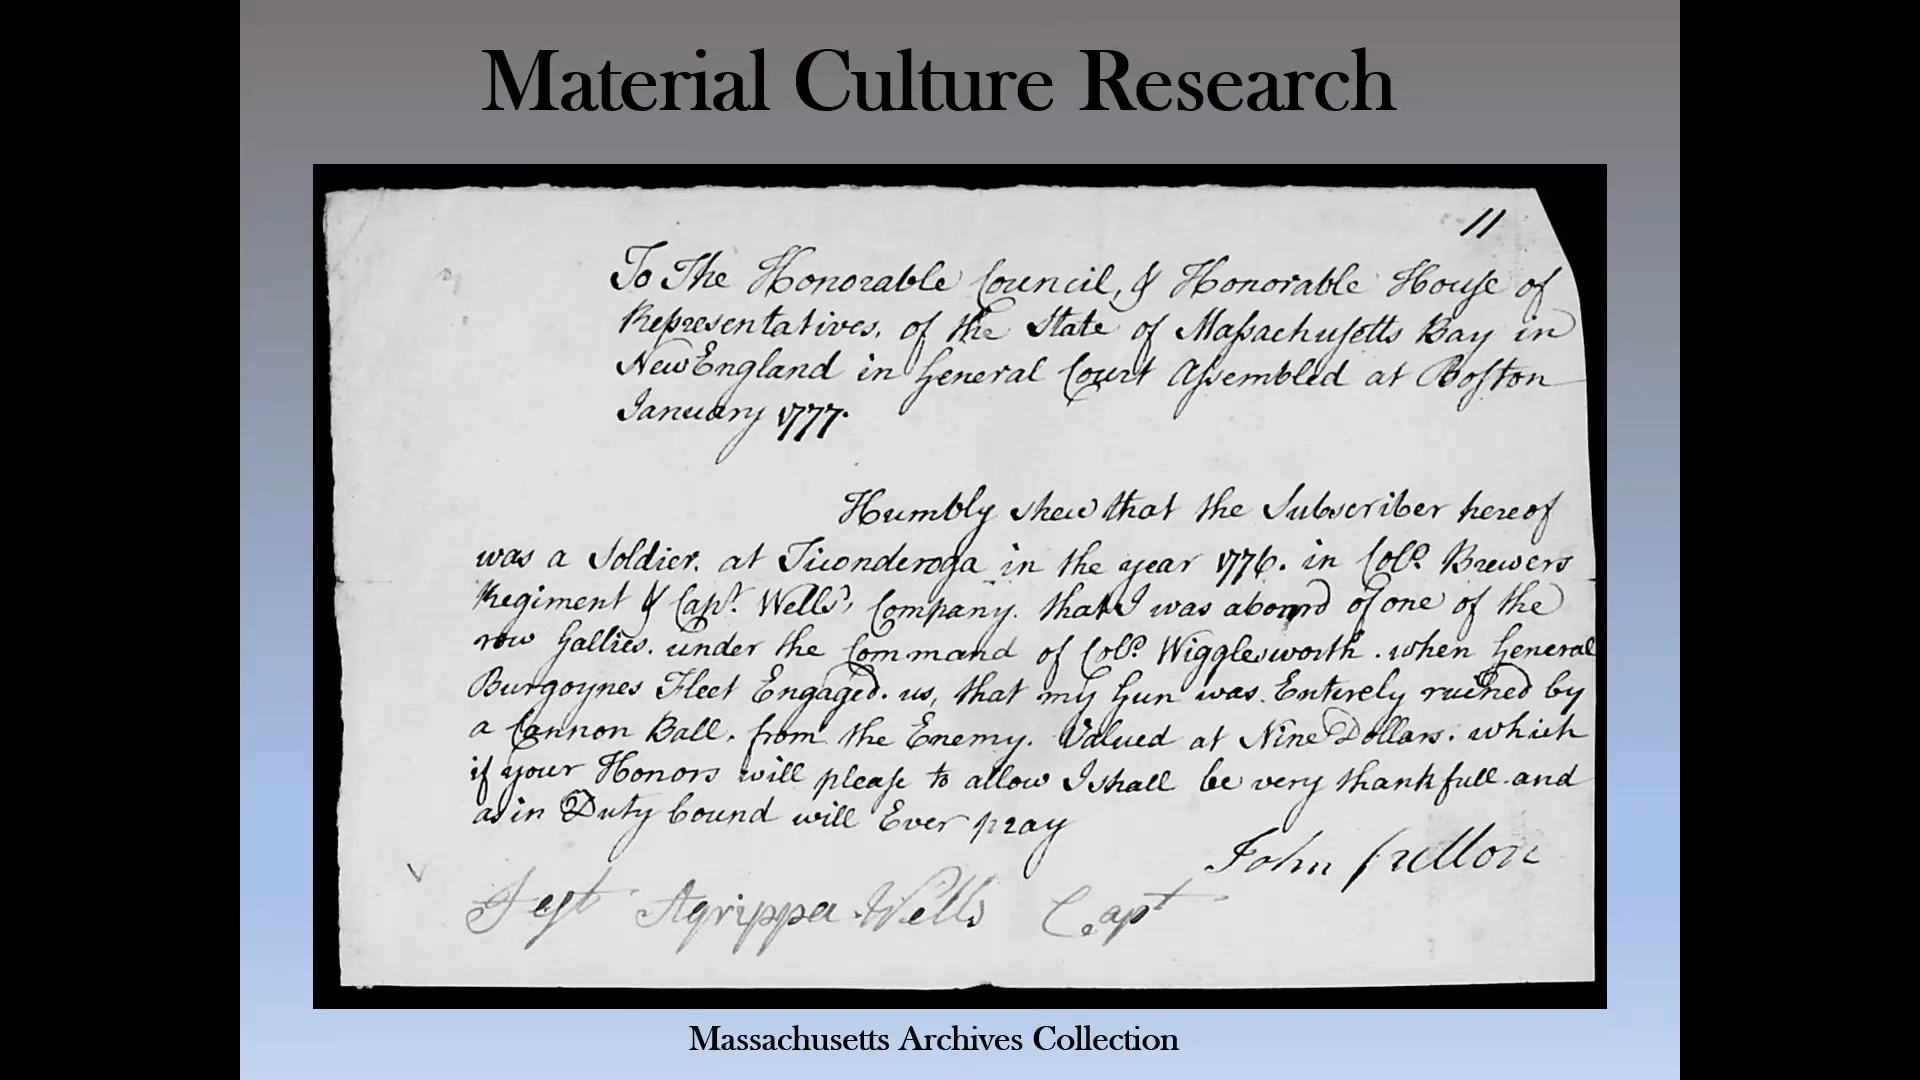 Material Culture Research
11
To The Honorable Council, & Honorable House of
Representatives. of the State of Massachusetts Bay in
New England in General Court Assembled at Boston
January 1777.
Humbly shew that the Subscriber hereof
was a Soldier. at Ticonderoga in the year 1776. in Colo. Brewers
Regiment & Capt. Wells's Company. that I was aboard of one of the
row Gallies. under the Command of Colo. Wigglesworth. when General
Burgoynes Fleet Engaged. us, that my Gun was Entirely ruined by
a Cannon Ball. from the Enemy. Valued at Nine Dollars. which
if your Honors will please to allow I shall be very thankfull and
as in Duty bound will Ever pray
John
Test Agrippa Wells Capt
Massachusetts Archives Collection